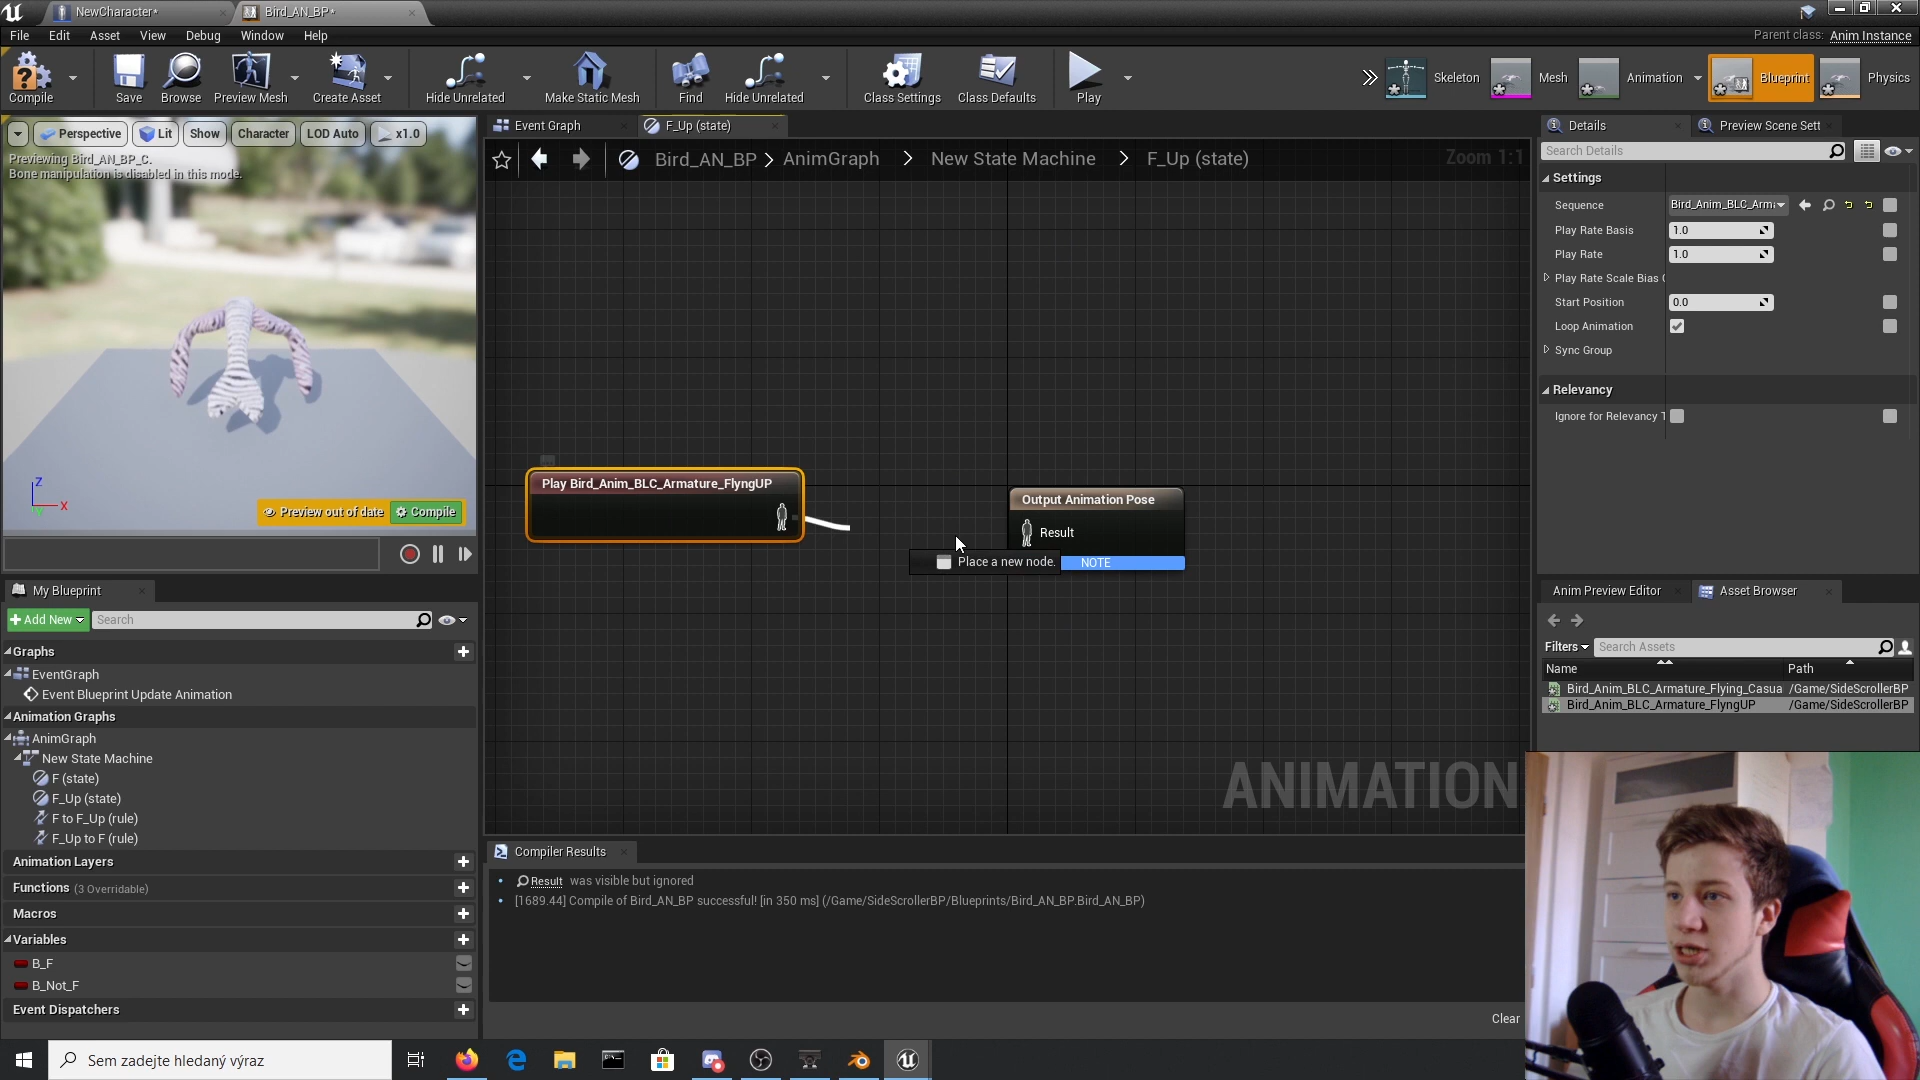 NewCharacter*
Bird_AN_BP*
File
Edit
Asset
View
Debug
Window
Help
Parent class: Anim Instance
Compile
Save
Browse
Preview Mesh
Create Asset
Hide Unrelated
Make Static Mesh
Find
Hide Unrelated
Class Settings
Class Defaults
Play
Skeleton
Mesh
Animation
Blueprint
Physics
Perspective
Lit
Show
Character
LOD Auto
x1.0
Previewing Bird_AN_BP_C.
Bone manipulation is disabled in this mode.
Z
X
Preview out of date
Compile
Event Graph
F_Up (state)
Bird_AN_BP > AnimGraph > New State Machine > F_Up (state)
Zoom 1:1
Play Bird_Anim_BLC_Armature_FlyngUP
Output Animation Pose
Result
Place a new node.
NOTE
ANIMATION
Details
Preview Scene Sett
Search Details
Settings
Sequence
Bird_Anim_BLC_Arma
Play Rate Basis
1.0
Play Rate
1.0
Play Rate Scale Bias C
Start Position
0.0
Loop Animation
Sync Group
Relevancy
Ignore for Relevancy T
My Blueprint
Add New
Search
Graphs
EventGraph
Event Blueprint Update Animation
Animation Graphs
AnimGraph
New State Machine
F (state)
F_Up (state)
F to F_Up (rule)
F_Up to F (rule)
Animation Layers
Functions (3 Overridable)
Macros
Variables
B_F
B_Not_F
Event Dispatchers
Compiler Results
Result was visible but ignored
[1689.44] Compile of Bird_AN_BP successful! [in 350 ms] (/Game/SideScrollerBP/Blueprints/Bird_AN_BP.Bird_AN_BP)
Clear
Anim Preview Editor
Asset Browser
Filters
Search Assets
Name
Path
Bird_Anim_BLC_Armature_Flying_Casua
/Game/SideScrollerBP
Bird_Anim_BLC_Armature_FlyngUP
/Game/SideScrollerBP
Sem zadejte hledaný výraz